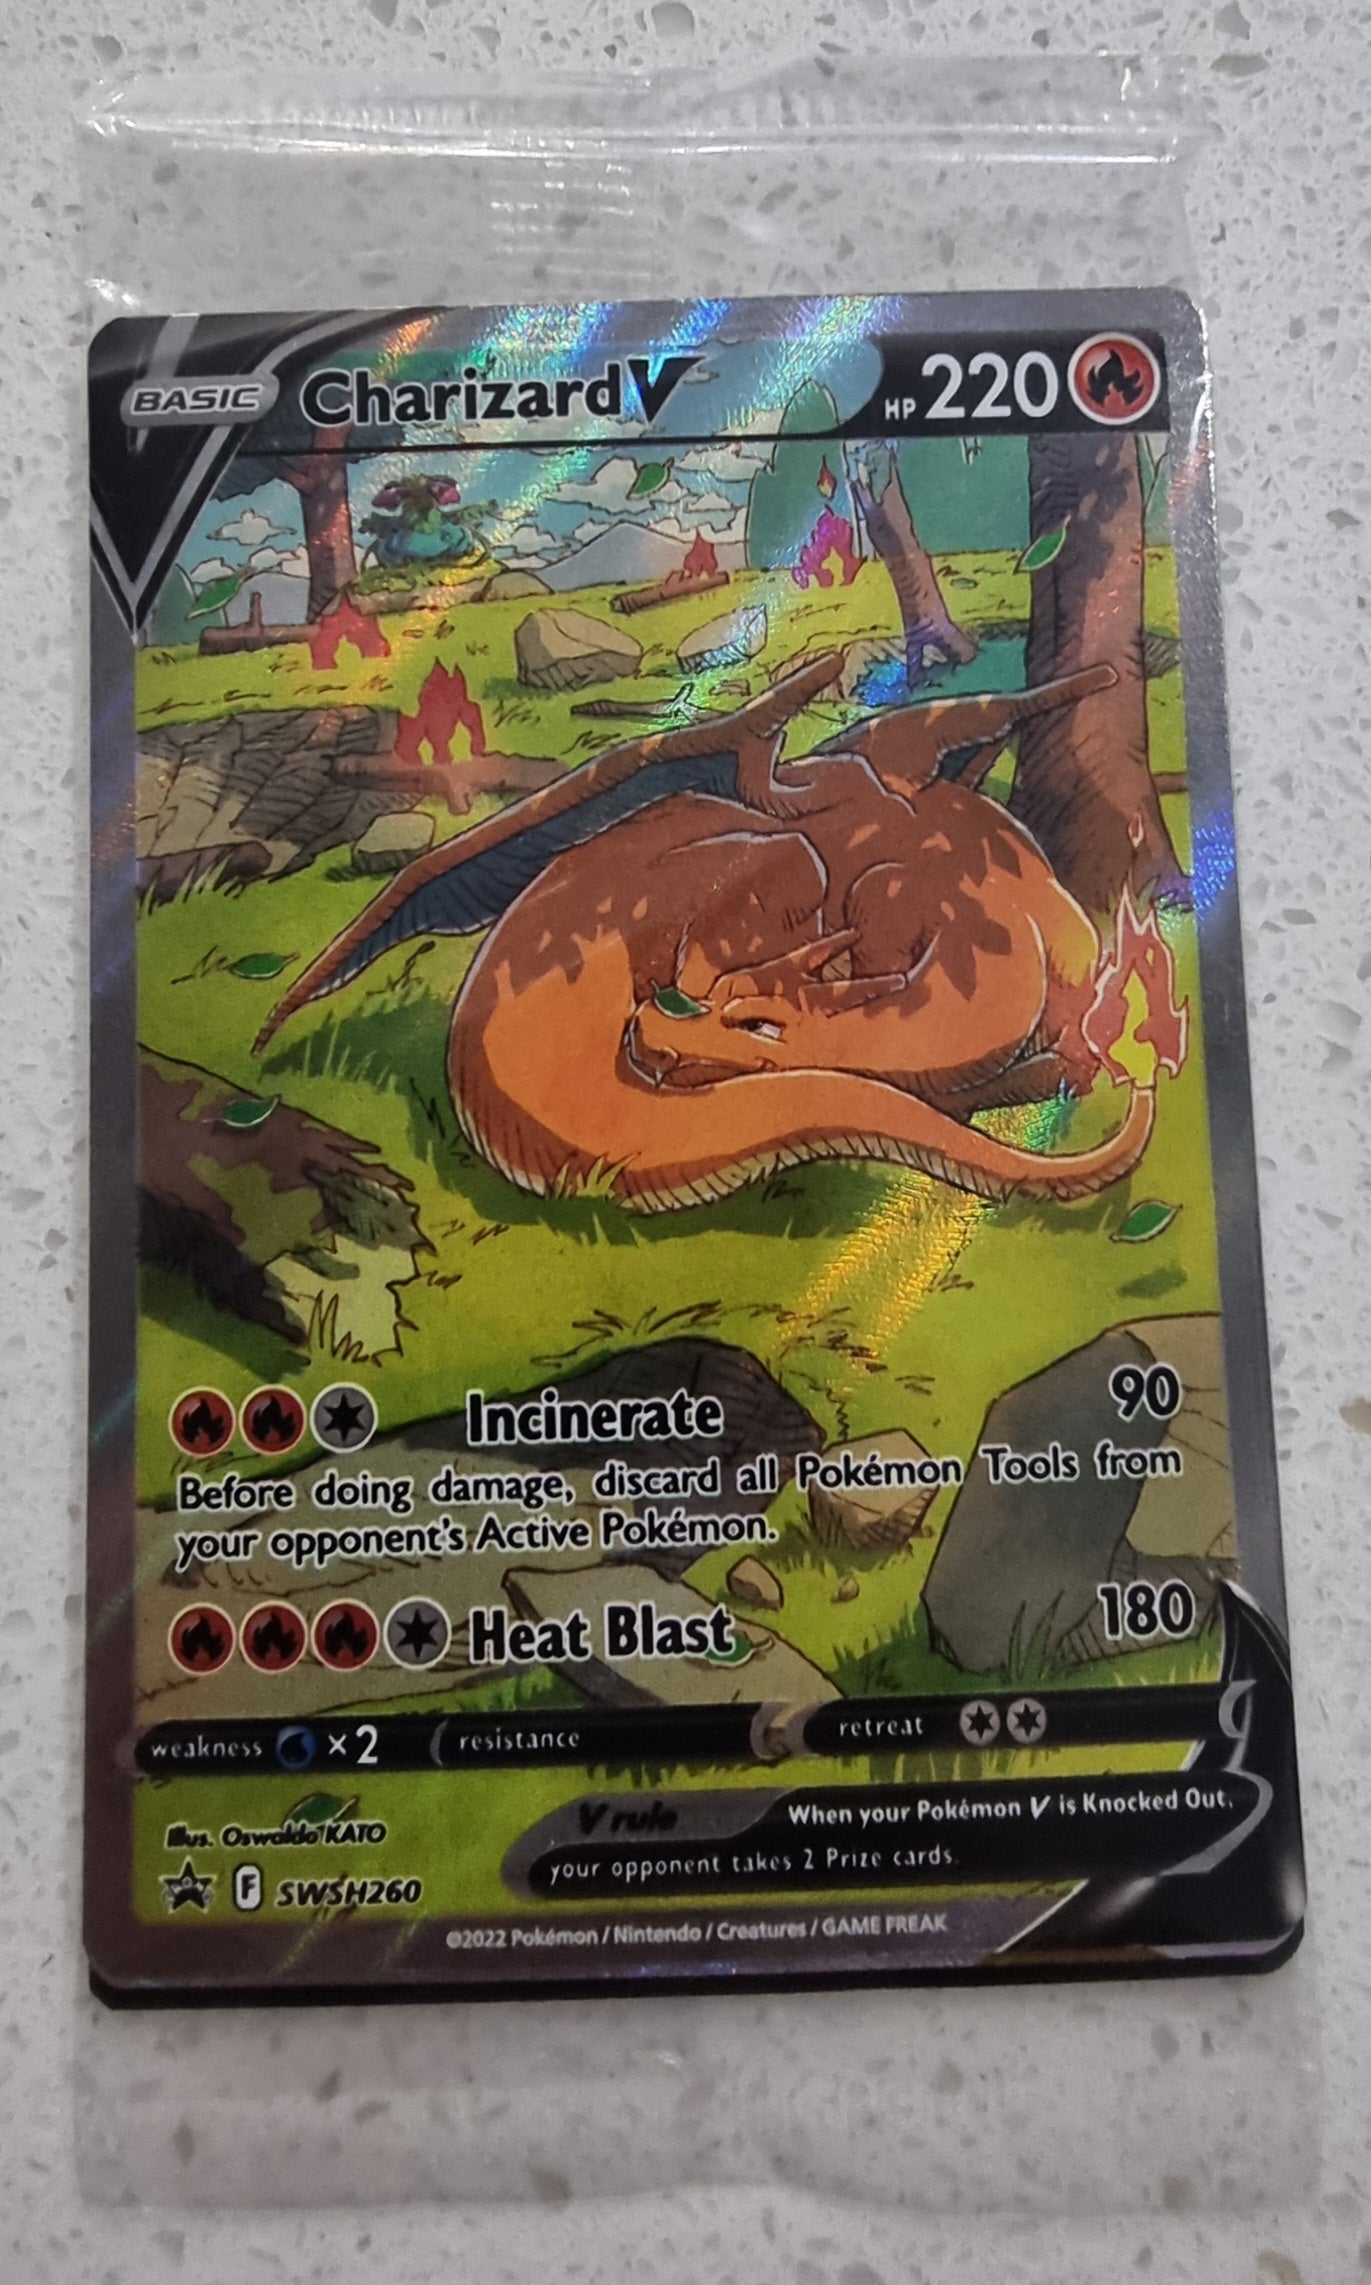 BASIC Charizard V HP 220
Incinerate 90
Before doing damage, discard all Pokémon Tools from
your opponent's Active Pokémon.
Heat Blast 180
weakness ×2 resistance retreat
V rule When your Pokémon V is Knocked Out,
your opponent takes 2 Prize cards.
Illus. Oswaldo KATO
F SWSH260
©2022 Pokémon / Nintendo / Creatures / GAME FREAK